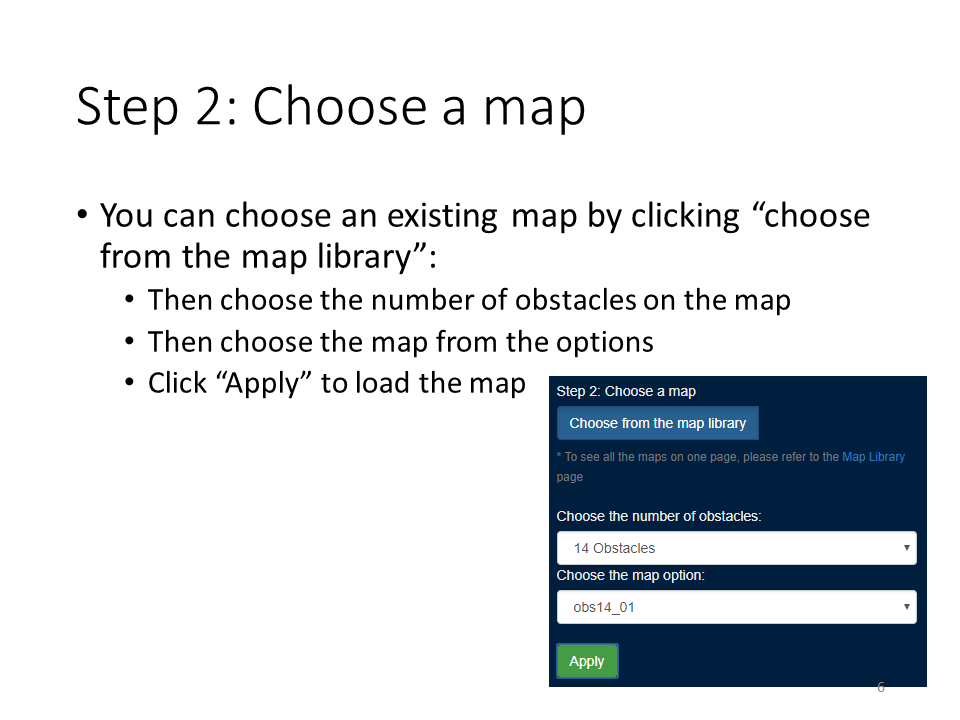 Step 2: Choose a map
• You can choose an existing map by clicking “choose
from the map library”:
• Then choose the number of obstacles on the map
• Then choose the map from the options
• Click “Apply” to load the map
Step 2: Choose a map
Choose from the map library
* To see all the maps on one page, please refer to the Map Library
page
Choose the number of obstacles:
14 Obstacles
Choose the map option:
obs14_01
Apply
6